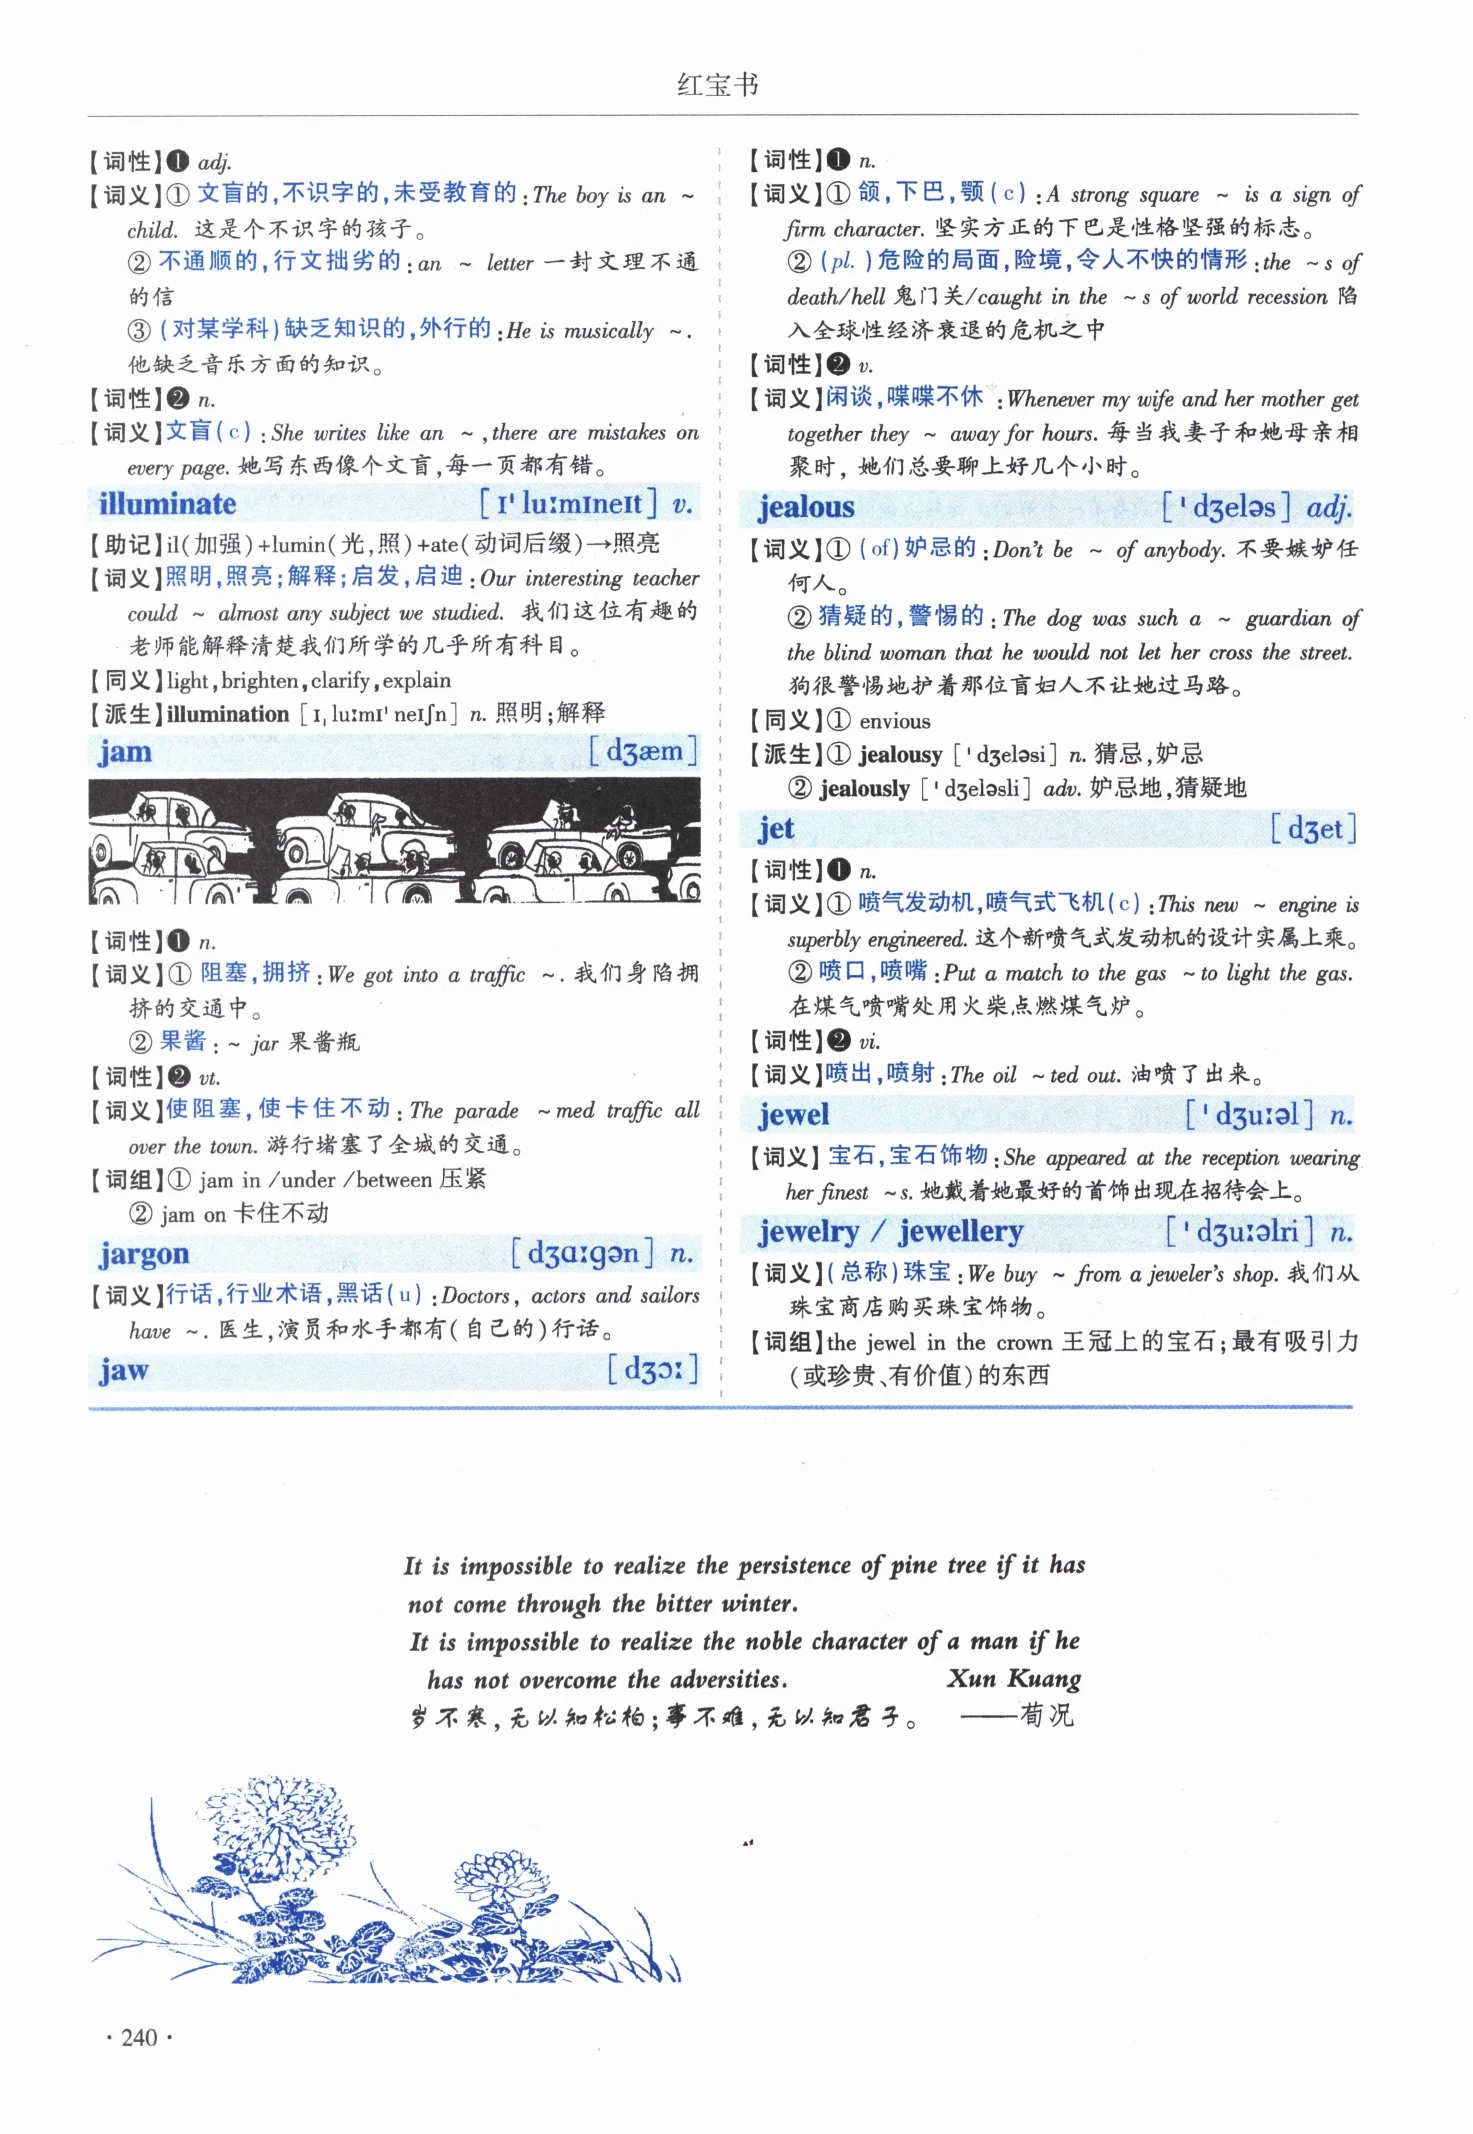 红宝书
【词性】❶ adj.
【词义】① 文盲的,不识字的,未受教育的:The boy is an ~
child. 这是个不识字的孩子。
② 不通顺的,行文拙劣的:an ~ letter 一封文理不通
的信
③ (对某学科)缺乏知识的,外行的:He is musically ~.
他缺乏音乐方面的知识。
【词性】❷ n.
【词义】文盲(c):She writes like an ~,there are mistakes on
every page. 她写东西像个文盲,每一页都有错。
illuminate [ɪˈluːmɪneɪt] v.
【助记】il(加强)+lumin(光,照)+ate(动词后缀)→照亮
【词义】照明,照亮;解释;启发,启迪:Our interesting teacher
could ~ almost any subject we studied. 我们这位有趣的
老师能解释清楚我们所学的几乎所有科目。
【同义】light,brighten,clarify,explain
【派生】illumination [ɪˌluːmɪˈneɪʃn] n. 照明;解释
jam [dʒæm]
【词性】❶ n.
【词义】① 阻塞,拥挤:We got into a traffic ~. 我们身陷拥
挤的交通中。
② 果酱:~ jar 果酱瓶
【词性】❷ vt.
【词义】使阻塞,使卡住不动:The parade ~med traffic all
over the town. 游行堵塞了全城的交通。
【词组】① jam in /under /between 压紧
② jam on 卡住不动
jargon [dʒɑːgən] n.
【词义】行话,行业术语,黑话(u):Doctors, actors and sailors
have ~. 医生,演员和水手都有(自己的)行话。
jaw [dʒɔː]
【词性】❶ n.
【词义】① 颌,下巴,颚(c):A strong square ~ is a sign of
firm character. 坚实方正的下巴是性格坚强的标志。
② (pl.)危险的局面,险境,令人不快的情形:the ~s of
death/hell 鬼门关/caught in the ~s of world recession 陷
入全球性经济衰退的危机之中
【词性】❷ v.
【词义】闲谈,喋喋不休:Whenever my wife and her mother get
together they ~ away for hours. 每当我妻子和她母亲相
聚时, 她们总要聊上好几个小时。
jealous [ˈdʒeləs] adj.
【词义】① (of)妒忌的:Don't be ~ of anybody. 不要嫉妒任
何人。
② 猜疑的,警惕的:The dog was such a ~ guardian of
the blind woman that he would not let her cross the street.
狗很警惕地护着那位盲妇人不让她过马路。
【同义】① envious
【派生】① jealousy [ˈdʒeləsi] n. 猜忌,妒忌
② jealously [ˈdʒeləsli] adv. 妒忌地,猜疑地
jet [dʒet]
【词性】❶ n.
【词义】① 喷气发动机,喷气式飞机(c):This new ~ engine is
superbly engineered. 这个新喷气式发动机的设计实属上乘。
② 喷口,喷嘴:Put a match to the gas ~to light the gas.
在煤气喷嘴处用火柴点燃煤气炉。
【词性】❷ vi.
【词义】喷出,喷射:The oil ~ted out. 油喷了出来。
jewel [ˈdʒuːəl] n.
【词义】宝石,宝石饰物:She appeared at the reception wearing
her finest ~s. 她戴着她最好的首饰出现在招待会上。
jewelry / jewellery [ˈdʒuːəlri] n.
【词义】(总称)珠宝:We buy ~ from a jeweler's shop. 我们从
珠宝商店购买珠宝饰物。
【词组】the jewel in the crown 王冠上的宝石;最有吸引力
(或珍贵、有价值)的东西
It is impossible to realize the persistence of pine tree if it has
not come through the bitter winter.
It is impossible to realize the noble character of a man if he
has not overcome the adversities. Xun Kuang
岁不寒,无以知松柏;事不难,无以知君子。 ——荀况
·240·